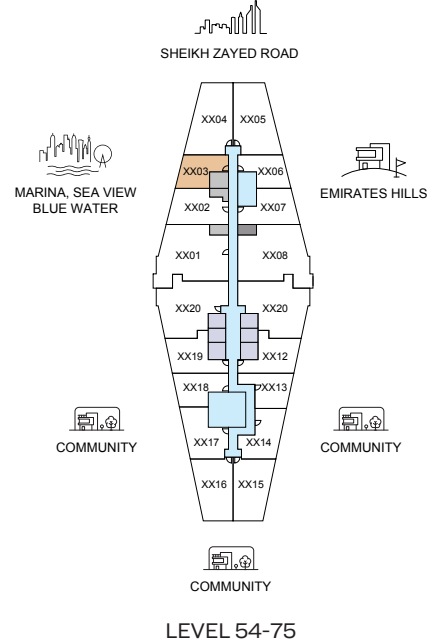 SHEIKH ZAYED ROAD
XX04 XX05
XX03 XX06
MARINA, SEA VIEW
BLUE WATER
EMIRATES HILLS
XX02 XX07
XX01 XX08
XX20 XX20
XX19 XX12
XX18 XX13
XX17 XX14
COMMUNITY
COMMUNITY
XX16 XX15
COMMUNITY
LEVEL 54-75